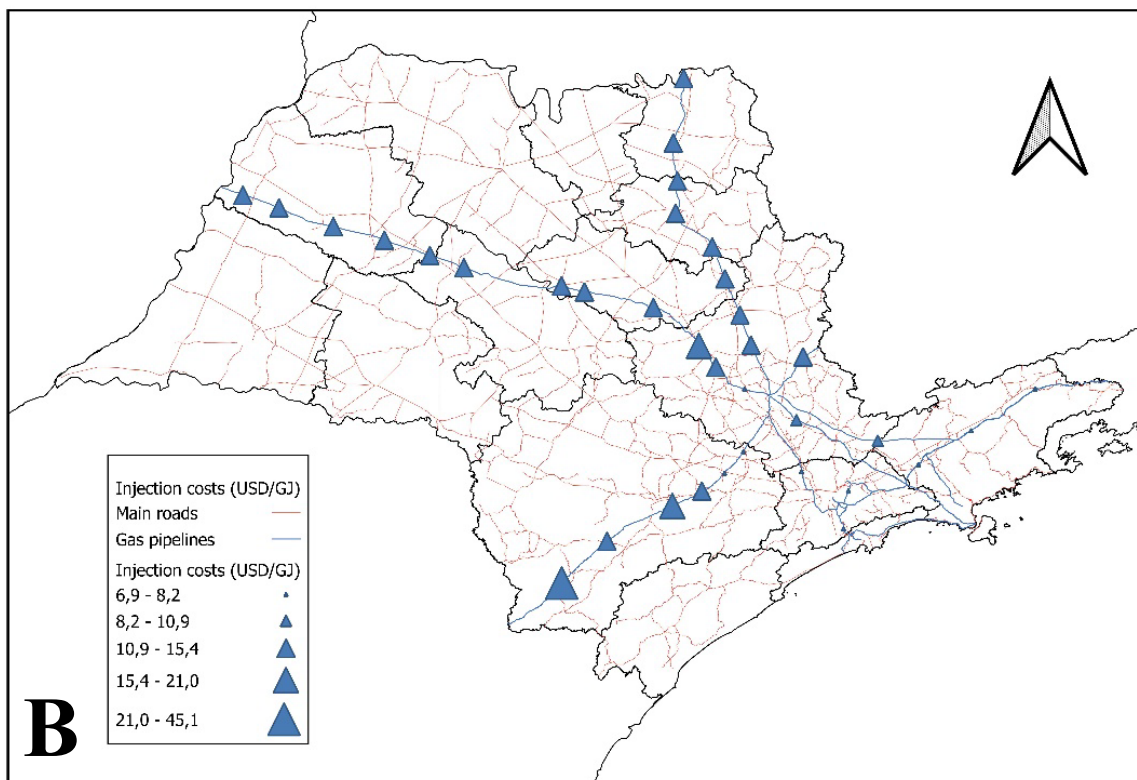 Injection costs (USD/GJ)
Main roads
Gas pipelines
Injection costs (USD/GJ)
6,9 - 8,2
8,2 - 10,9
10,9 - 15,4
15,4 - 21,0
21,0 - 45,1
B